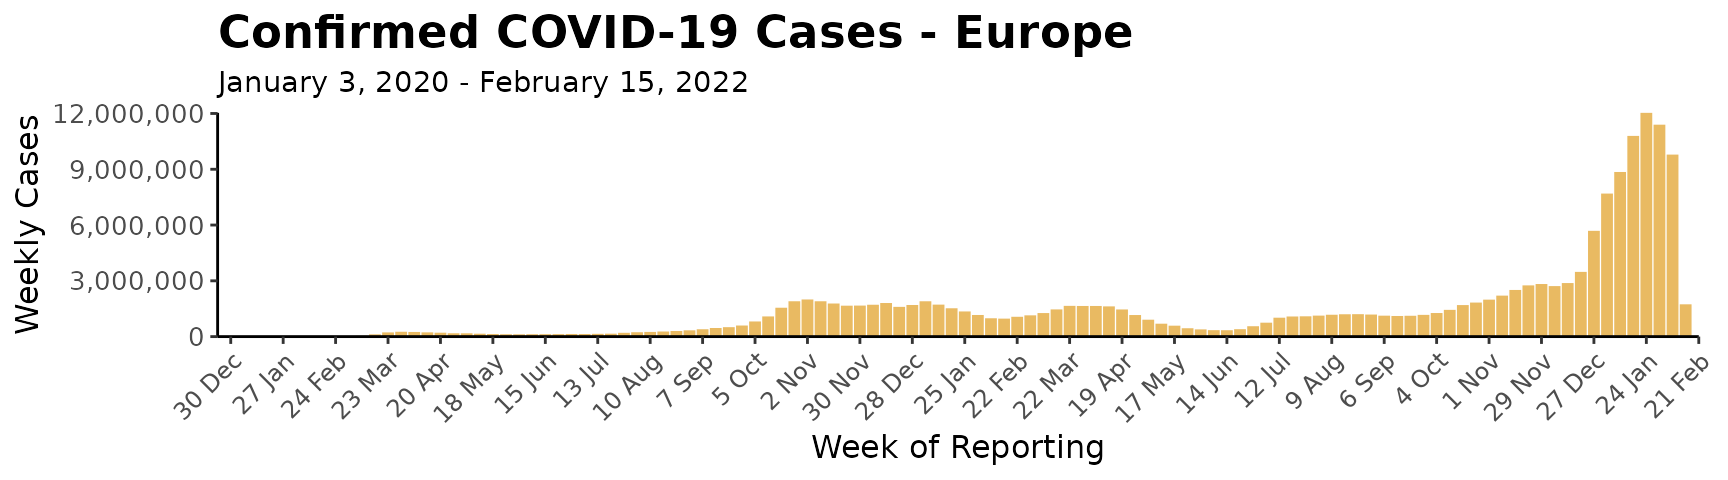 Confirmed COVID-19 Cases - Europe
January 3, 2020 - February 15, 2022
Weekly Cases
12,000,000
9,000,000
6,000,000
3,000,000
0
30 Dec
27 Jan
24 Feb
23 Mar
20 Apr
18 May
15 Jun
13 Jul
10 Aug
7 Sep
5 Oct
2 Nov
30 Nov
28 Dec
25 Jan
22 Feb
22 Mar
19 Apr
17 May
14 Jun
12 Jul
9 Aug
6 Sep
4 Oct
1 Nov
29 Nov
27 Dec
24 Jan
21 Feb
Week of Reporting